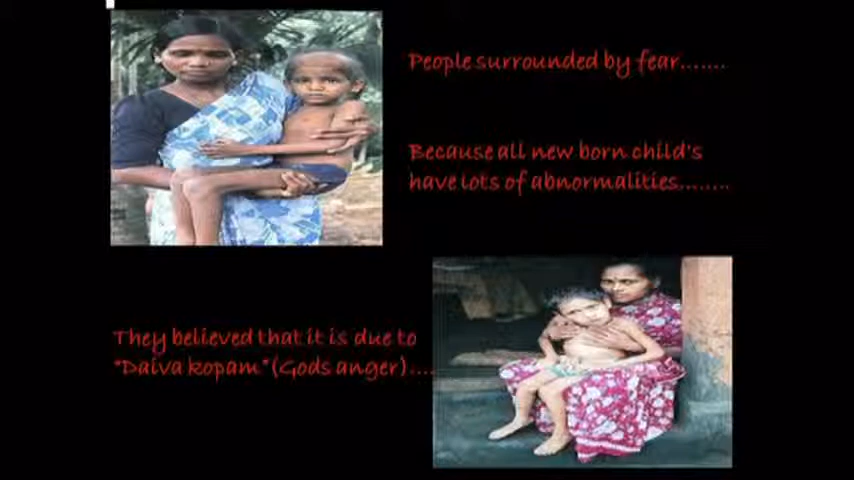 People surrounded by fear.......
Because all new born child's
have lots of abnormalities........
They believed that it is due to
"Daiva kopam"(Gods anger)....